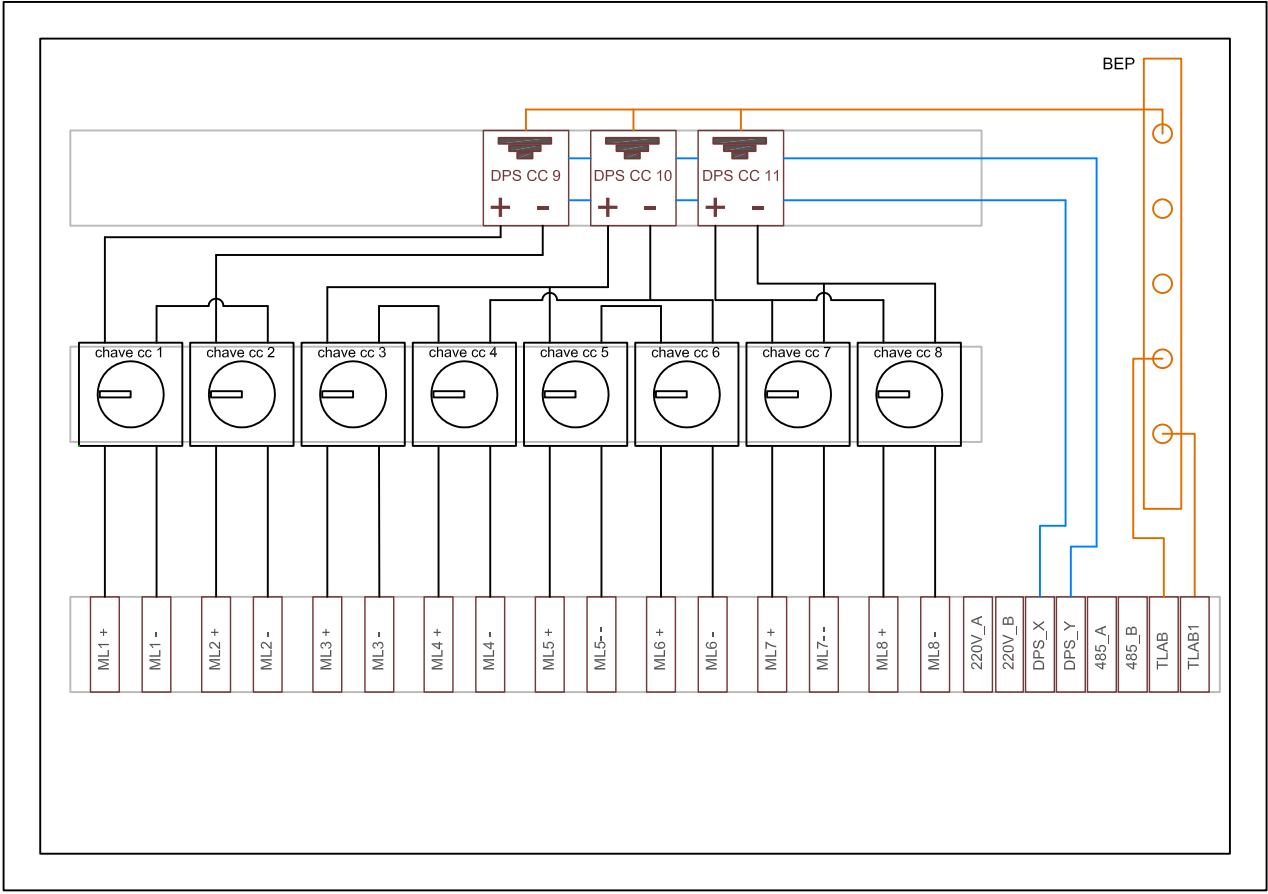 BEP
DPS CC 9
DPS CC 10
DPS CC 11
+ -
+ -
+ -
chave cc 1
chave cc 2
chave cc 3
chave cc 4
chave cc 5
chave cc 6
chave cc 7
chave cc 8
ML1 +
ML1 -
ML2 +
ML2 -
ML3 +
ML3 -
ML4 +
ML4 -
ML5 +
ML5--
ML6 +
ML6 -
ML7 +
ML7--
ML8 +
ML8 -
220V_A
220V_B
DPS_X
DPS_Y
485_A
485_B
TLAB
TLAB1